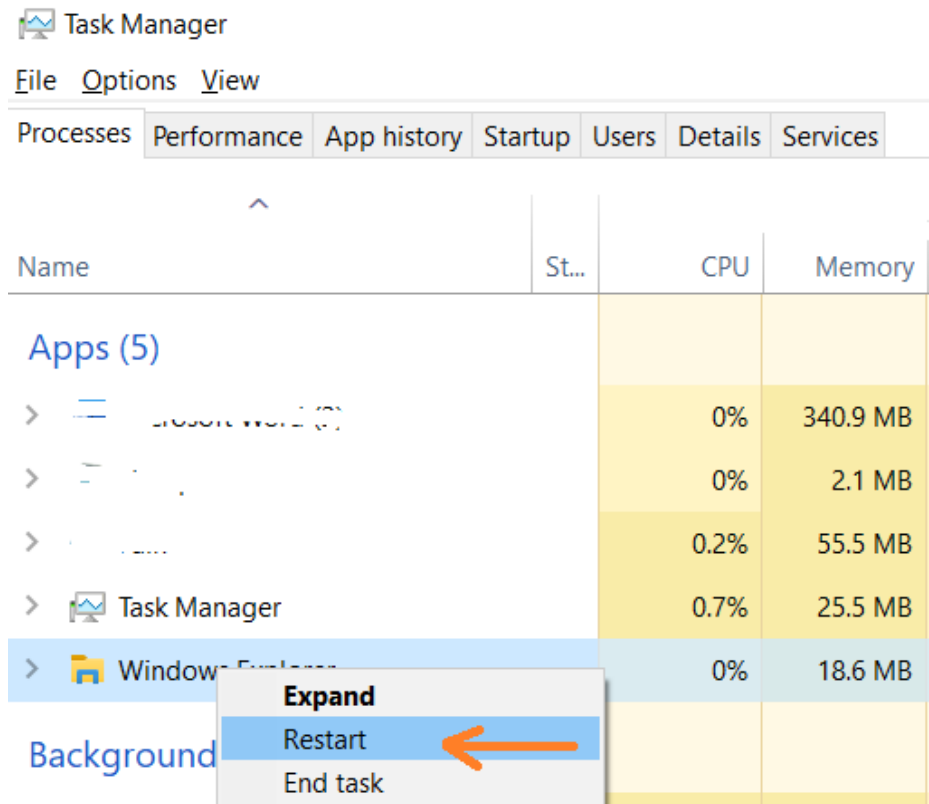 Task Manager
File Options View
Processes Performance App history Startup Users Details Services
Name St... CPU Memory
Apps (5)
0% 340.9 MB
0% 2.1 MB
0.2% 55.5 MB
Task Manager 0.7% 25.5 MB
Windows Explorer 0% 18.6 MB
Expand
Background
Restart
End task